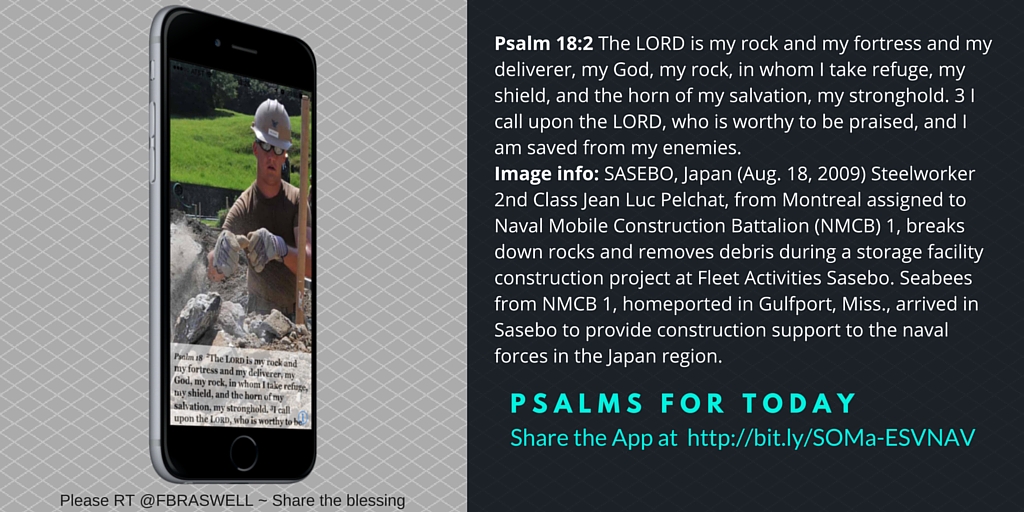 Psalm 18 ²The LORD is my rock and
my fortress and my deliverer, my
God, my rock, in whom I take refuge,
my shield, and the horn of my
salvation, my stronghold. ³I call
upon the LORD, who is worthy to be
Please RT @FBRASWELL ~ Share the blessing
Psalm 18:2 The LORD is my rock and my fortress and my
deliverer, my God, my rock, in whom I take refuge, my
shield, and the horn of my salvation, my stronghold. 3 I
call upon the LORD, who is worthy to be praised, and I
am saved from my enemies.
Image info: SASEBO, Japan (Aug. 18, 2009) Steelworker
2nd Class Jean Luc Pelchat, from Montreal assigned to
Naval Mobile Construction Battalion (NMCB) 1, breaks
down rocks and removes debris during a storage facility
construction project at Fleet Activities Sasebo. Seabees
from NMCB 1, homeported in Gulfport, Miss., arrived in
Sasebo to provide construction support to the naval
forces in the Japan region.
PSALMS FOR TODAY
Share the App at http://bit.ly/SOMa-ESVNAV